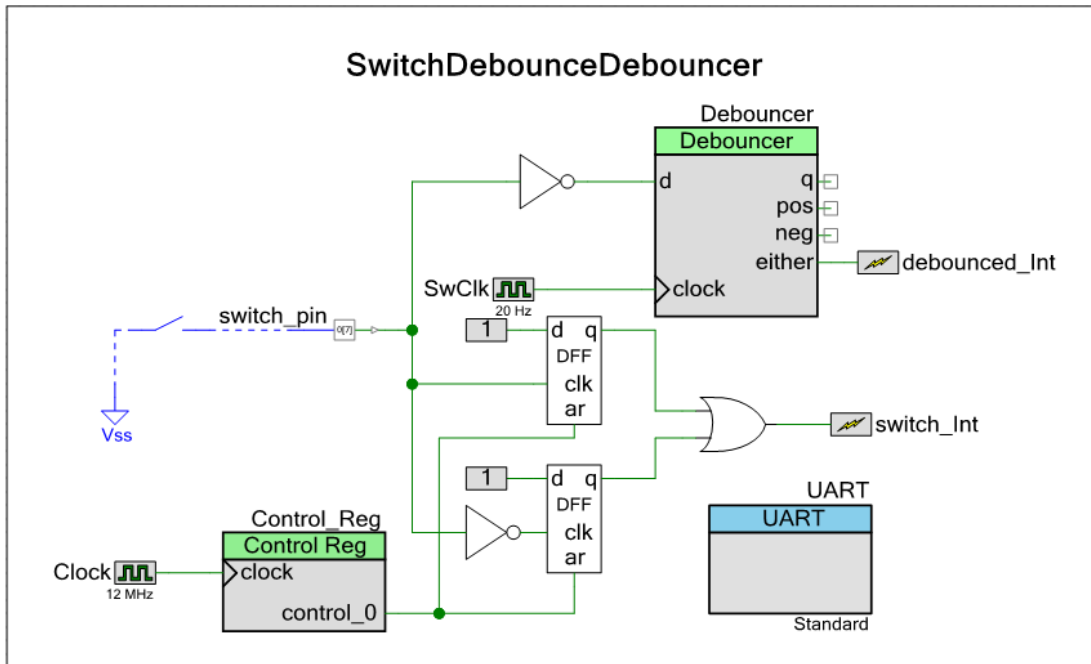 SwitchDebounceDebouncer
Debouncer
Debouncer
d
q
pos
neg
either
debounced_Int
SwClk
20 Hz
clock
switch_pin
0[7]
Vss
1
d
q
DFF
clk
ar
switch_Int
1
d
q
DFF
clk
ar
UART
UART
Standard
Control_Reg
Control Reg
Clock
12 MHz
clock
control_0